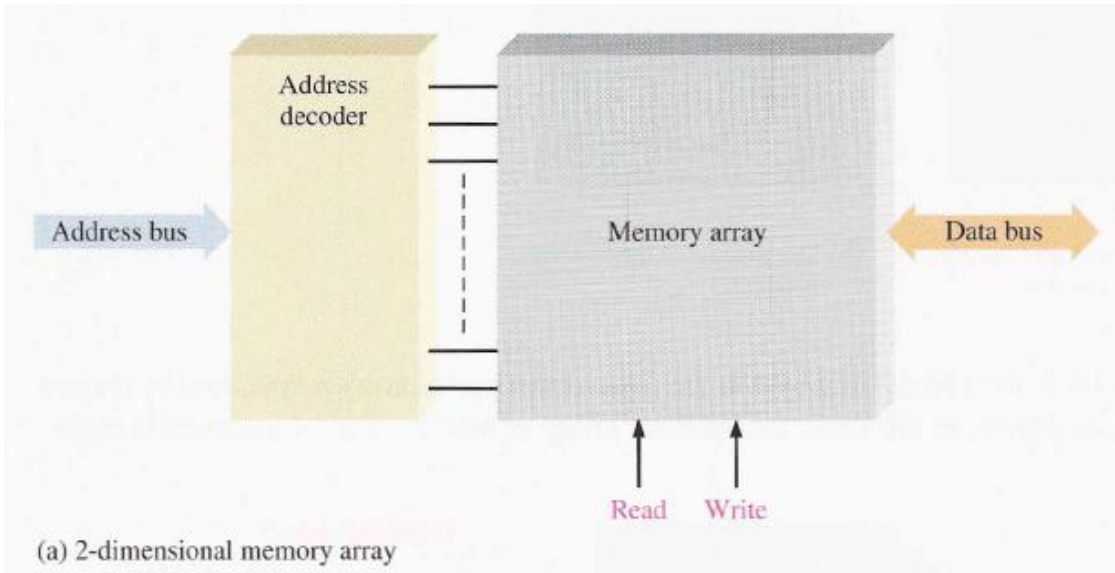 Address
decoder
Address bus
Memory array
Data bus
Read Write
(a) 2-dimensional memory array